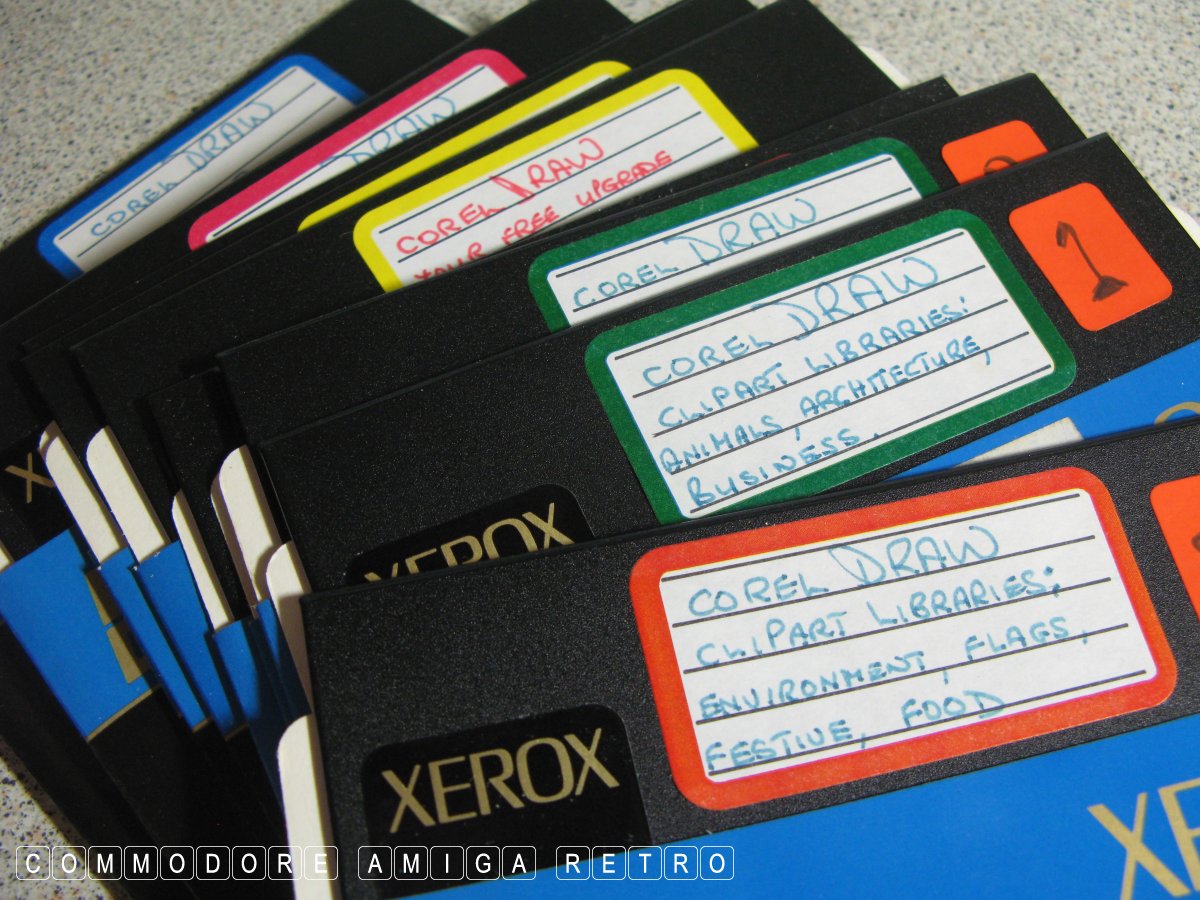 COREL DRAW
DRAW
COREL DRAW
YOUR FREE UPGRADE
COREL DRAW
COREL DRAW
CLIPART LIBRARIES:
ANIMALS, ARCHITECTURE,
BUSINESS.
1
XEROX
COREL DRAW
CLIPART LIBRARIES:
ENVIRONMENT, FLAGS,
FESTIVE, FOOD
XEROX
COMMODORE AMIGA RETRO